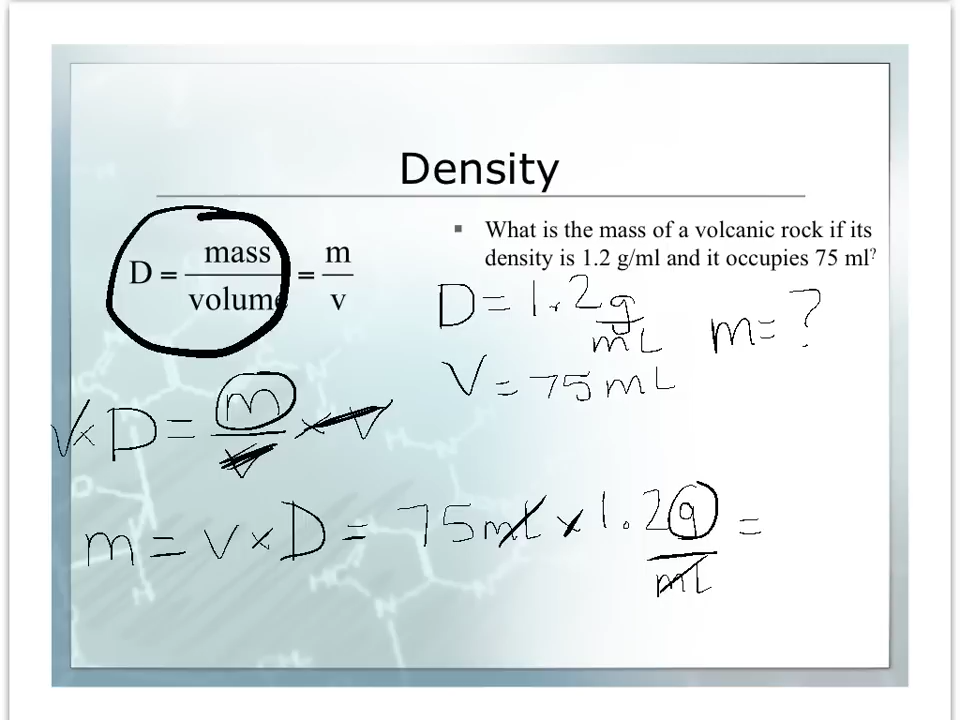 Density
D = mass / volume = m / v
▪ What is the mass of a volcanic rock if its
density is 1.2 g/ml and it occupies 75 ml?
D = 1.2 g / mL
m = ?
V = 75 mL
V × D = m / v × v
m = v × D = 75 mL × 1.2 g / mL =